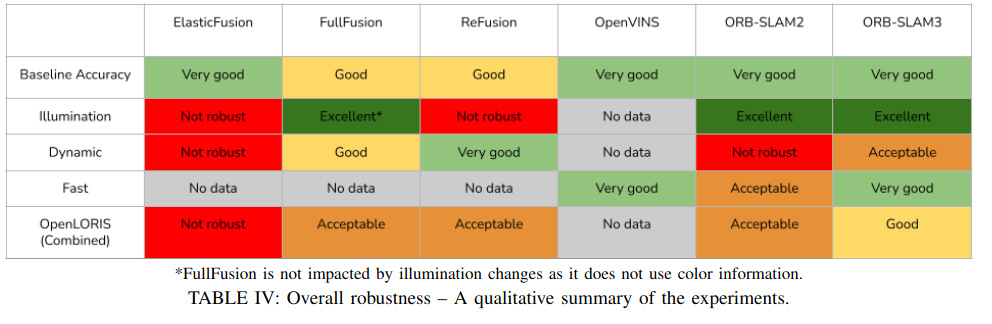 ElasticFusion FullFusion ReFusion OpenVINS ORB-SLAM2 ORB-SLAM3
Baseline Accuracy Very good Good Good Very good Very good Very good
Illumination Not robust Excellent* Not robust No data Excellent Excellent
Dynamic Not robust Good Very good No data Not robust Acceptable
Fast No data No data No data Very good Acceptable Very good
OpenLORIS (Combined) Not robust Acceptable Acceptable No data Acceptable Good
*FullFusion is not impacted by illumination changes as it does not use color information.
TABLE IV: Overall robustness – A qualitative summary of the experiments.